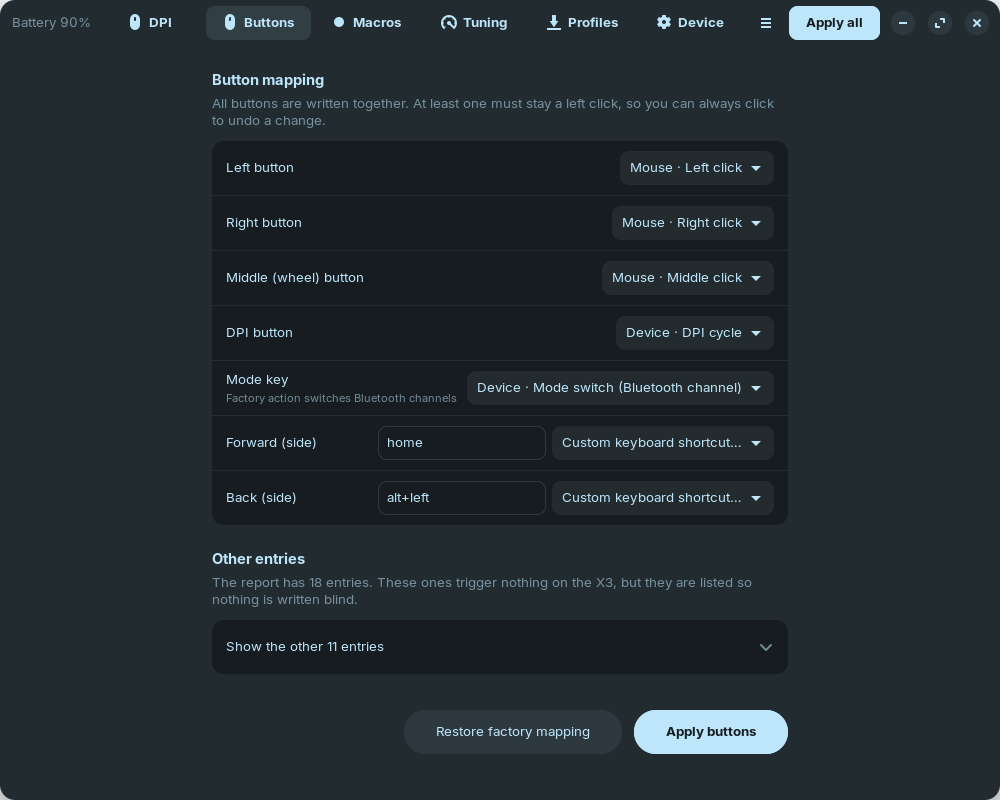 Battery 90%
DPI
Buttons
Macros
Tuning
Profiles
Device
Apply all
Button mapping
All buttons are written together. At least one must stay a left click, so you can always click
to undo a change.
Left button
Mouse · Left click
Right button
Mouse · Right click
Middle (wheel) button
Mouse · Middle click
DPI button
Device · DPI cycle
Mode key
Factory action switches Bluetooth channels
Device · Mode switch (Bluetooth channel)
Forward (side)
home
Custom keyboard shortcut...
Back (side)
alt+left
Custom keyboard shortcut...
Other entries
The report has 18 entries. These ones trigger nothing on the X3, but they are listed so
nothing is written blind.
Show the other 11 entries
Restore factory mapping
Apply buttons